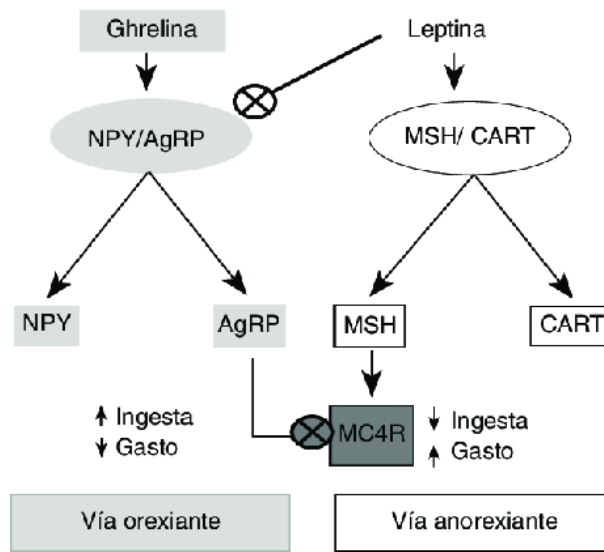 Ghrelina
Leptina
NPY/AgRP
MSH/ CART
NPY
AgRP
MSH
CART
MC4R
Ingesta
Gasto
Ingesta
Gasto
Vía orexiante
Vía anorexiante